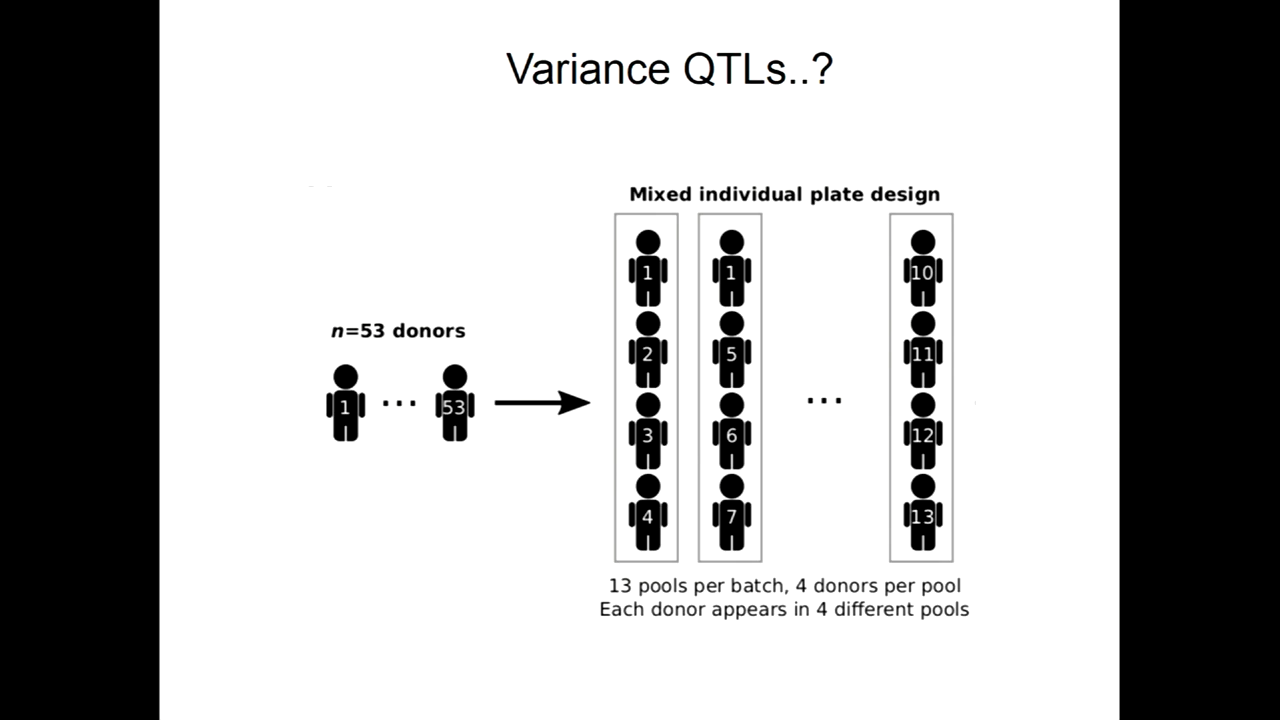 Variance QTLs..?
Mixed individual plate design
n=53 donors
1 ... 53
1 1 10
2 5 11
...
3 6 12
4 7 13
13 pools per batch, 4 donors per pool
Each donor appears in 4 different pools